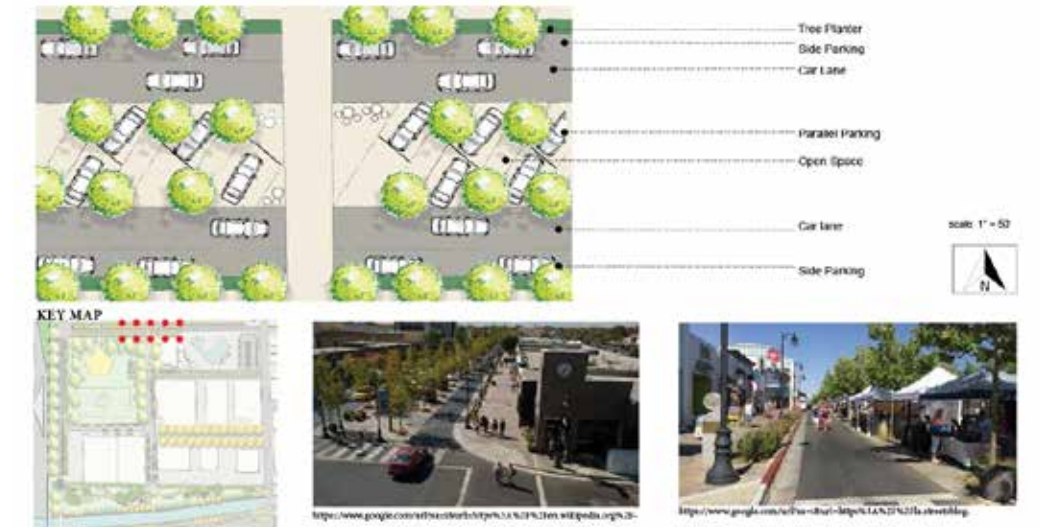 Tree Planter
Side Parking
Car Lane
Parallel Parking
Open Space
Car lane
scale: 1" = 50'
Side Parking
N
KEY MAP